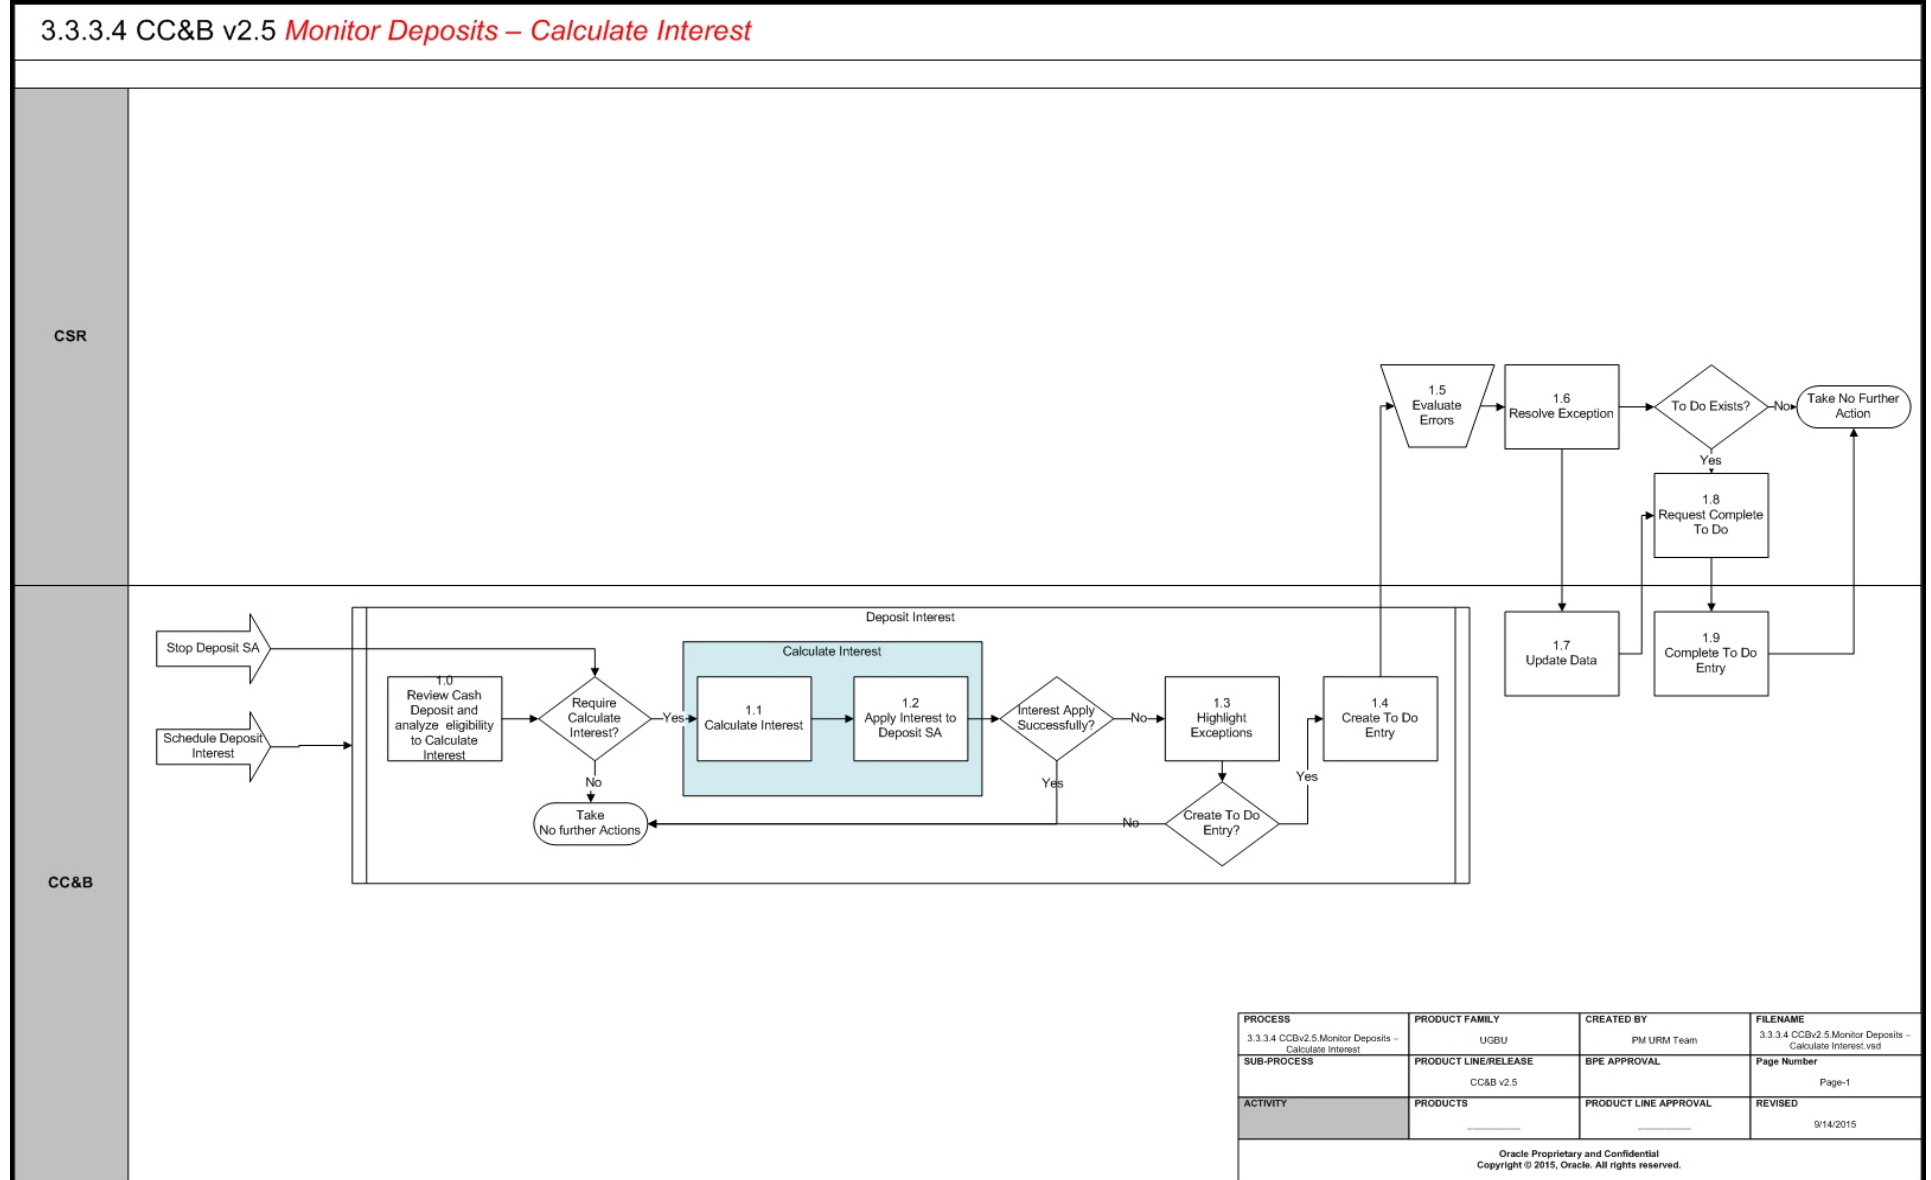 3.3.3.4 CC&B v2.5 Monitor Deposits – Calculate Interest
CSR
1.5
Evaluate
Errors
1.6
Resolve Exception
To Do Exists?
No
Take No Further
Action
Yes
1.8
Request Complete
To Do
CC&B
Stop Deposit SA
Schedule Deposit
Interest
Deposit Interest
1.0
Review Cash
Deposit and
analyze eligibility
to Calculate
Interest
Require
Calculate
Interest?
Yes
No
Take
No further Actions
Calculate Interest
1.1
Calculate Interest
1.2
Apply Interest to
Deposit SA
Interest Apply
Successfully?
No
Yes
1.3
Highlight
Exceptions
Create To Do
Entry?
No
Yes
1.4
Create To Do
Entry
1.7
Update Data
1.9
Complete To Do
Entry
PROCESS
3.3.3.4 CCBv2.5.Monitor Deposits –
Calculate Interest
PRODUCT FAMILY
UGBU
CREATED BY
PM URM Team
FILENAME
3.3.3.4 CCBv2.5.Monitor Deposits –
Calculate Interest.vsd
SUB-PROCESS
PRODUCT LINE/RELEASE
CC&B v2.5
BPE APPROVAL
Page Number
Page-1
ACTIVITY
PRODUCTS
PRODUCT LINE APPROVAL
REVISED
9/14/2015
Oracle Proprietary and Confidential
Copyright © 2015, Oracle. All rights reserved.